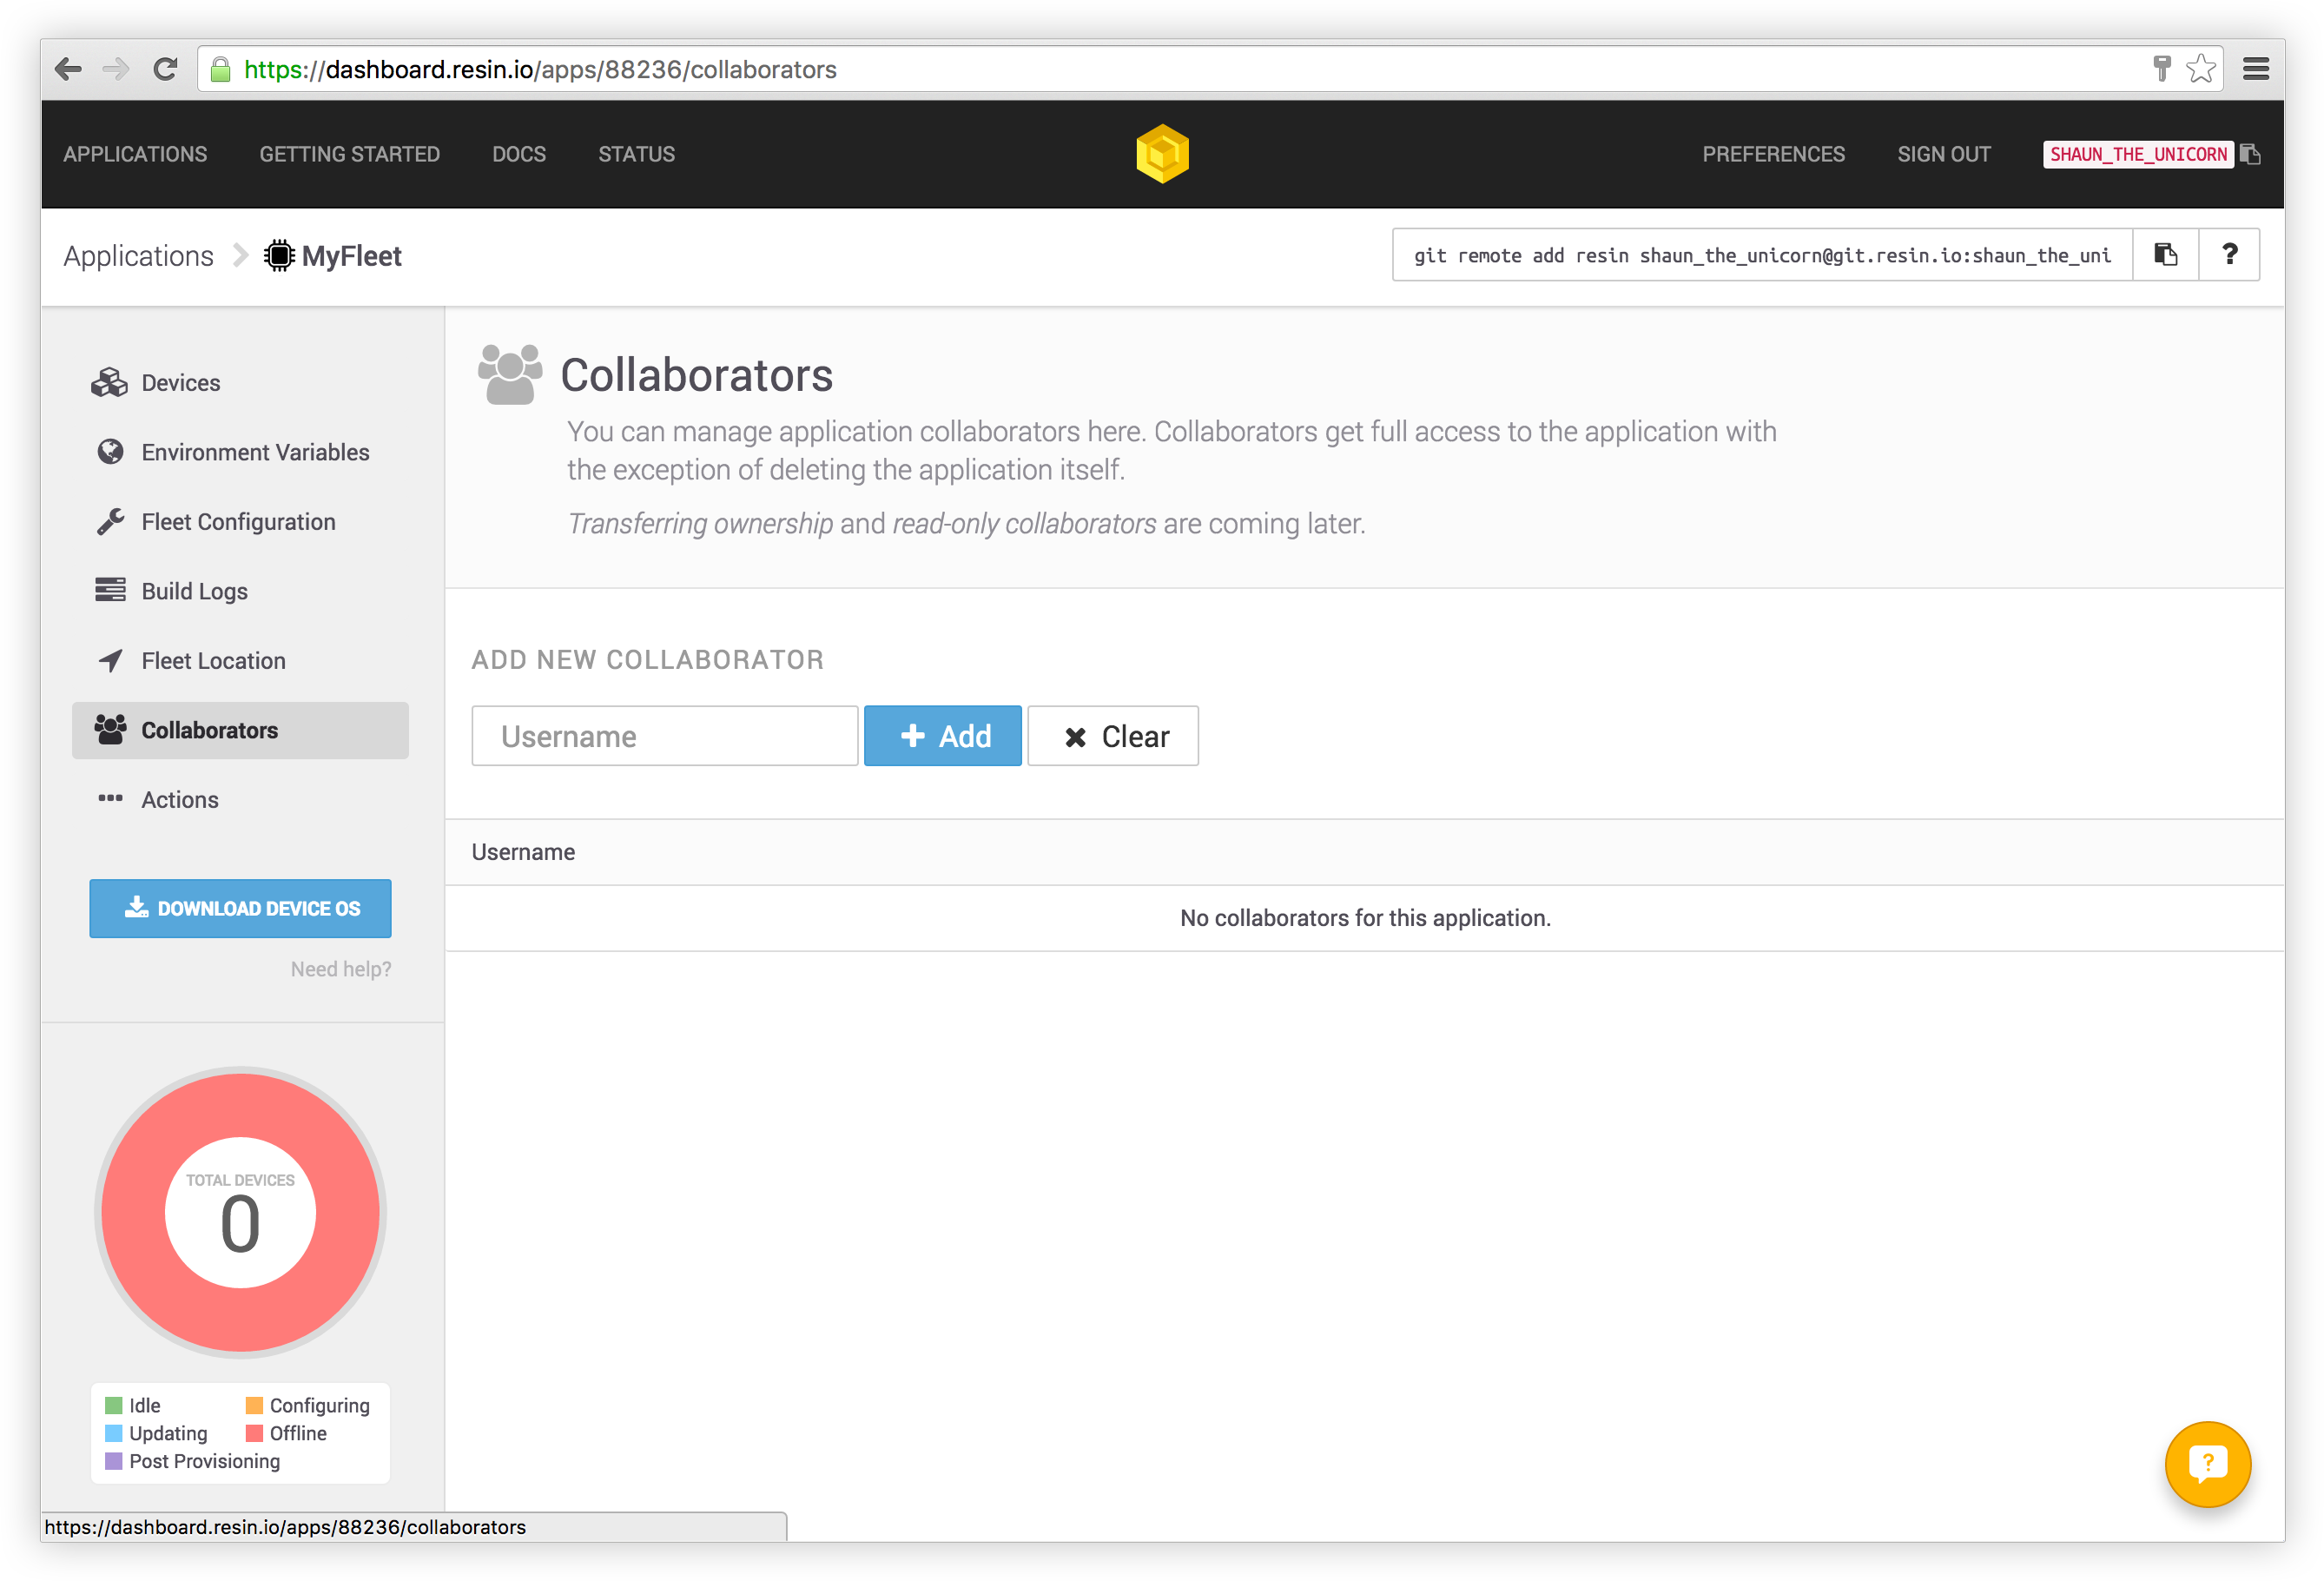 https://dashboard.resin.io/apps/88236/collaborators
APPLICATIONS GETTING STARTED DOCS STATUS PREFERENCES SIGN OUT SHAUN_THE_UNICORN
Applications MyFleet git remote add resin shaun_the_unicorn@git.resin.io:shaun_the_uni ?
Devices
Environment Variables
Fleet Configuration
Build Logs
Fleet Location
Collaborators
Actions
DOWNLOAD DEVICE OS
Need help?
TOTAL DEVICES
0
Idle Configuring
Updating Offline
Post Provisioning
Collaborators
You can manage application collaborators here. Collaborators get full access to the application with
the exception of deleting the application itself.
Transferring ownership and read-only collaborators are coming later.
ADD NEW COLLABORATOR
Username Add Clear
Username
No collaborators for this application.
?
https://dashboard.resin.io/apps/88236/collaborators